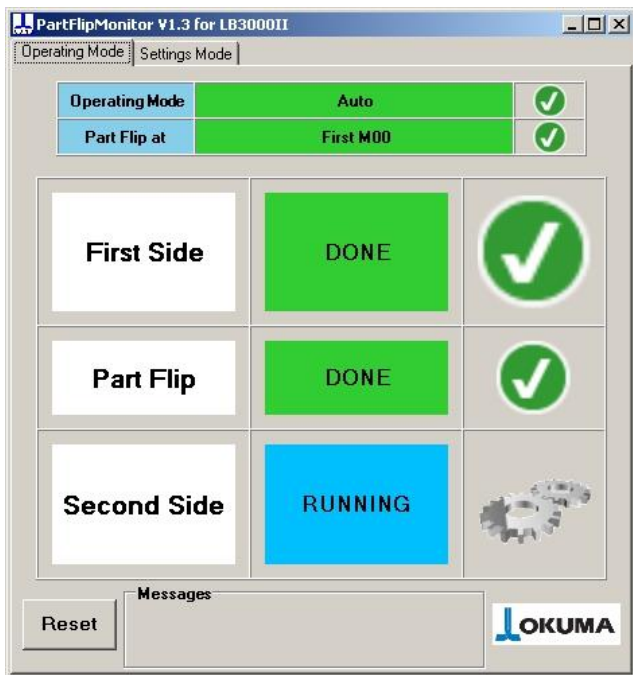 PartFlipMonitor V1.3 for LB3000II
Operating Mode Settings Mode
Operating Mode Auto
Part Flip at First M00
First Side DONE
Part Flip DONE
Second Side RUNNING
Messages
Reset
OKUMA